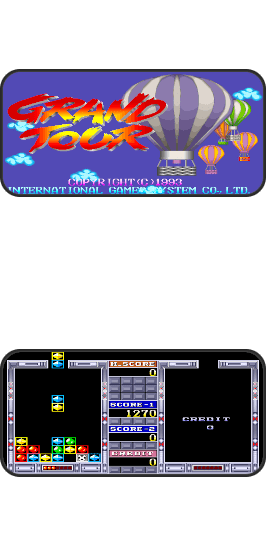 GRAND
TOUR
COPYRIGHT(C)1993
INTERNATIONAL GAMES SYSTEM CO., LTD.
H.SCORE
0
SCORE-1
1270
SCORE-2
0
CREDIT
0
CREDIT
0